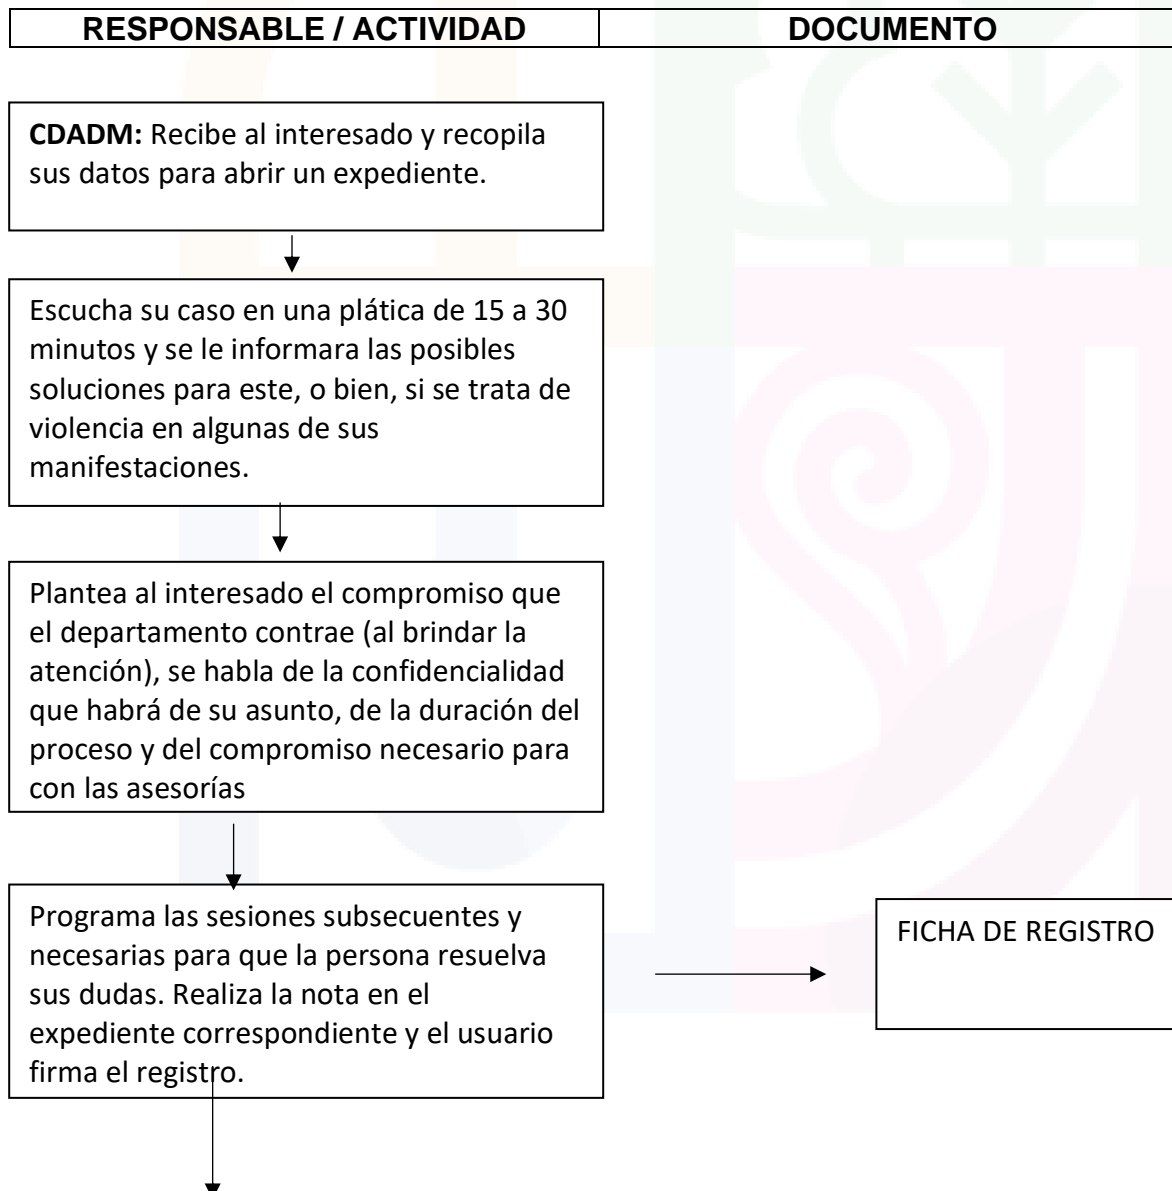 RESPONSABLE / ACTIVIDAD
DOCUMENTO
CDADM: Recibe al interesado y recopila
sus datos para abrir un expediente.
Escucha su caso en una plática de 15 a 30
minutos y se le informara las posibles
soluciones para este, o bien, si se trata de
violencia en algunas de sus
manifestaciones.
Plantea al interesado el compromiso que
el departamento contrae (al brindar la
atención), se habla de la confidencialidad
que habrá de su asunto, de la duración del
proceso y del compromiso necesario para
con las asesorías
Programa las sesiones subsecuentes y
necesarias para que la persona resuelva
sus dudas. Realiza la nota en el
expediente correspondiente y el usuario
firma el registro.
FICHA DE REGISTRO